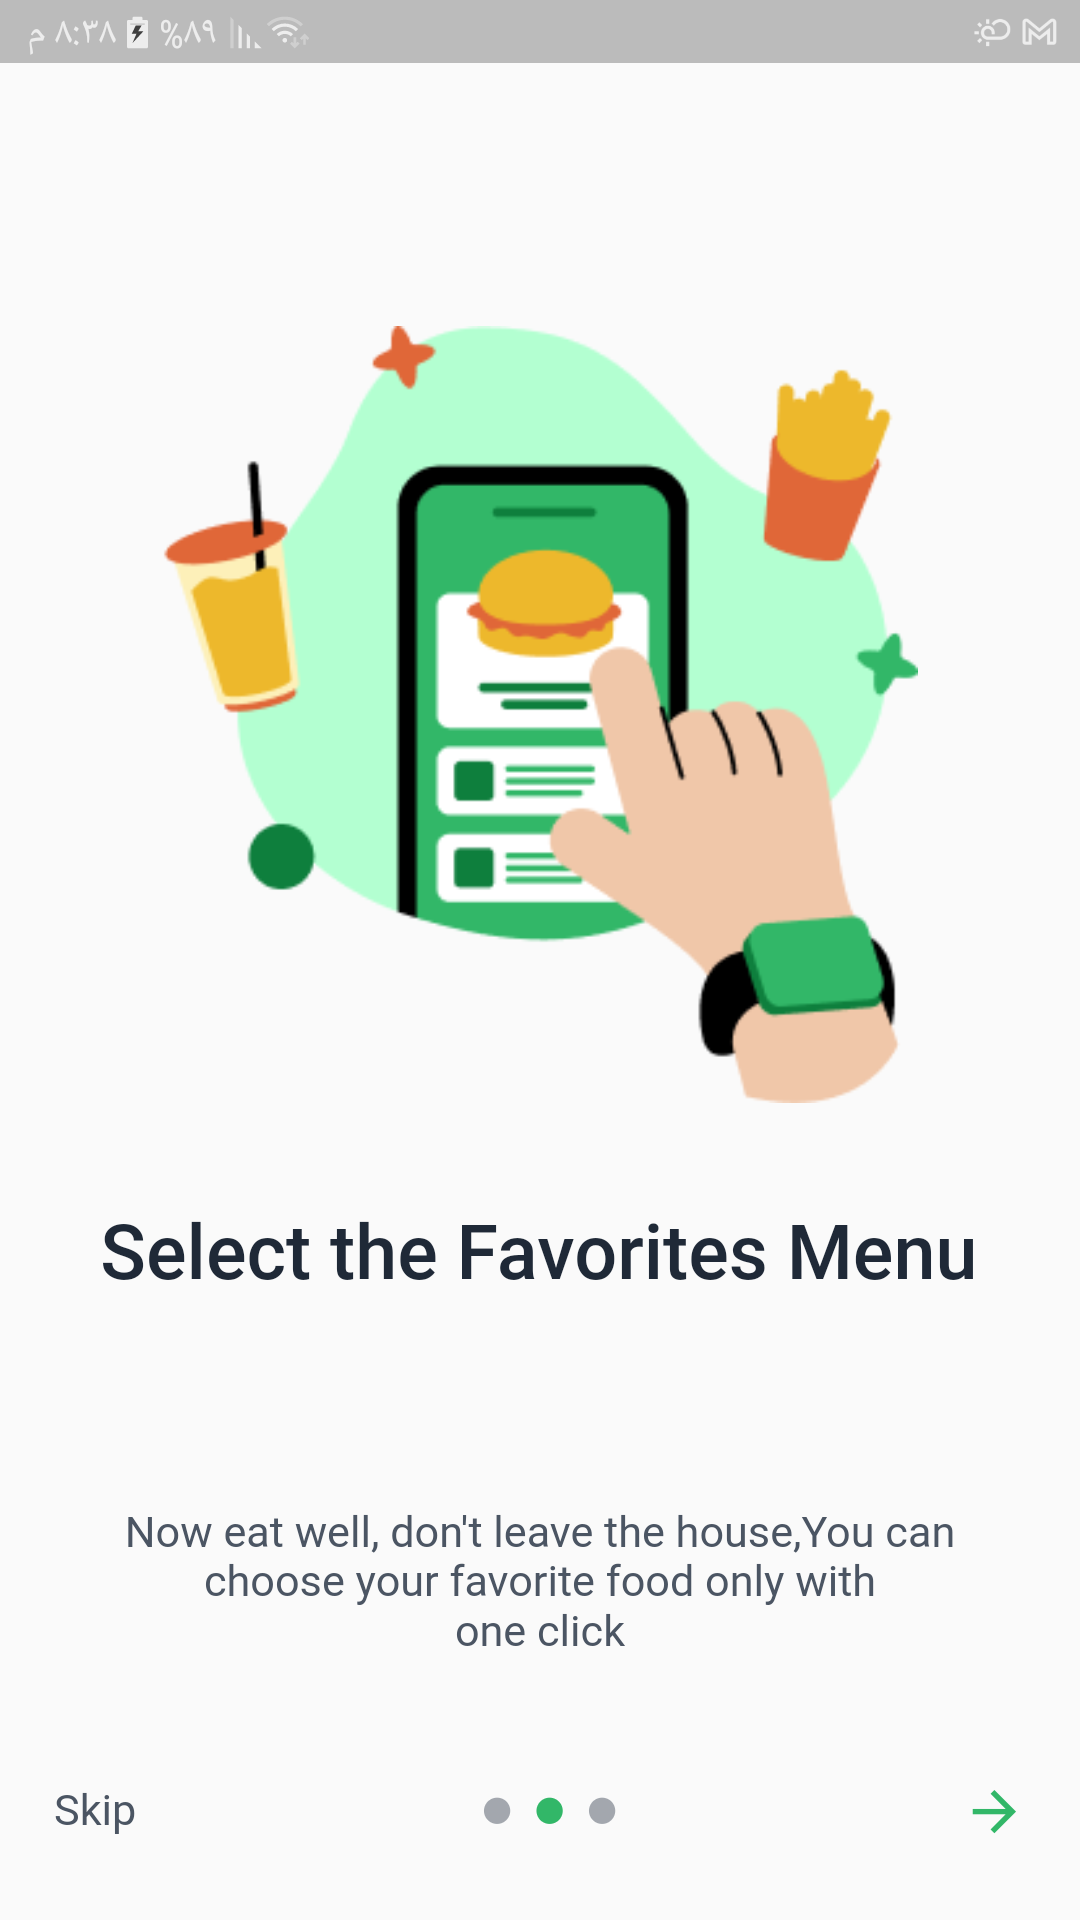 م ٨:٣٨ %٨٩
Select the Favorites Menu
Now eat well, don't leave the house,You can
choose your favorite food only with
one click
Skip